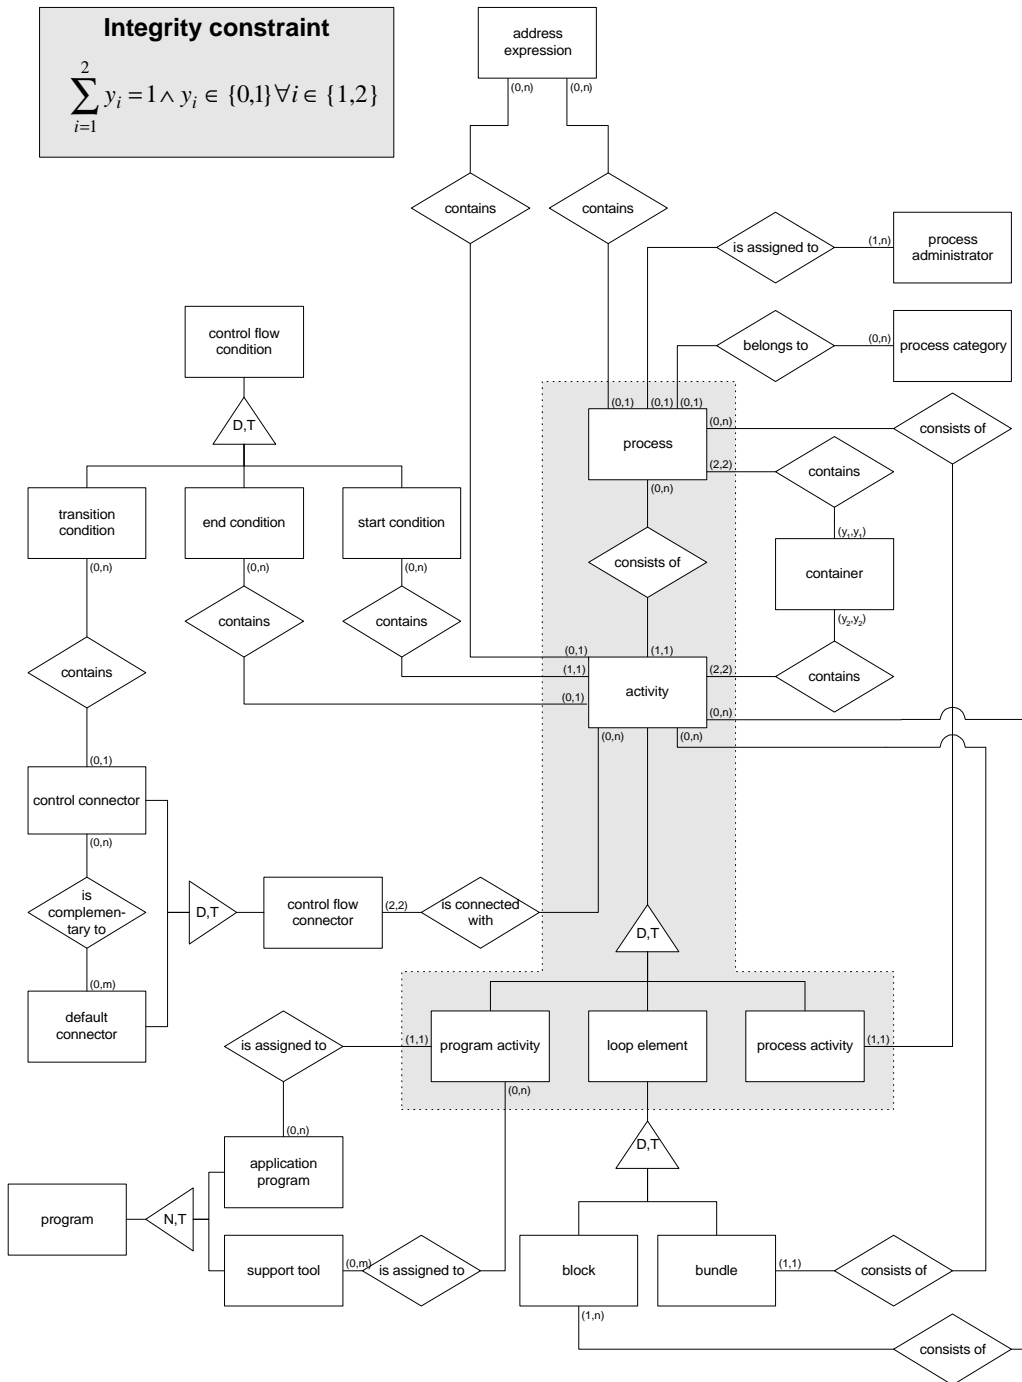 Integrity constraint
2
∑ y_i = 1 ∧ y_i ∈ {0,1} ∀i ∈ {1,2}
i=1
address
expression
(0,n)
(0,n)
contains
contains
is assigned to
(1,n)
process
administrator
control flow
condition
belongs to
(0,n)
process category
D,T
(0,1)
(0,1)
(0,1)
(0,n)
consists of
process
(2,2)
contains
(0,n)
transition
condition
end condition
start condition
(y₁,y₁)
(0,n)
(0,n)
(0,n)
consists of
container
(y₂,y₂)
contains
contains
contains
(0,1)
(1,1)
(1,1)
(2,2)
contains
activity
(0,1)
(0,n)
(0,n)
(0,n)
(0,1)
control connector
(0,n)
is
complemen-
tary to
D,T
control flow
connector
(2,2)
is connected
with
D,T
(0,m)
default
connector
is assigned to
(1,1)
program activity
loop element
process activity
(1,1)
(0,n)
(0,n)
D,T
application
program
program
N,T
support tool
(0,m)
is assigned to
block
bundle
(1,1)
consists of
(1,n)
consists of